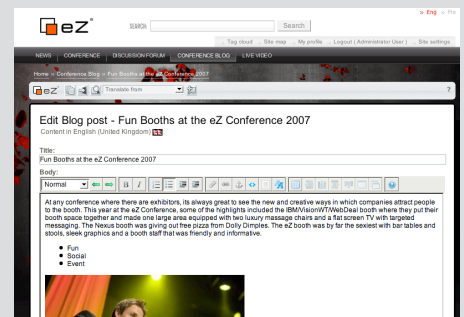 » Eng » Fre
eZ
SEARCH: Search
Tag cloud ... Site map ... My profile ... Logout ( Administrator User ) ... Site settings
NEWS CONFERENCE DISCUSSION FORUM CONFERENCE BLOG LIVE VIDEO
Home » Conference Blog » Fun Booths at the eZ Conference 2007
eZ Translate from ?
Edit Blog post - Fun Booths at the eZ Conference 2007
Content in English (United Kingdom)
Title:
Fun Booths at the eZ Conference 2007
Body:
Normal B I
At any conference where there are exhibitors, its always great to see the new and creative ways in which companies attract people
to the booth. This year at the eZ Conference, some of the highlights included the IBM/VisionWT/WebDeal booth where they put their
booth space together and made one large area equipped with two luxury massage chairs and a flat screen TV with targeted
messaging. The Nexus booth was giving out free pizza from Dolly Dimples. The eZ booth was by far the sexiest with bar tables and
stools, sleek graphics and a booth staff that was friendly and informative.
Fun
Social
Event